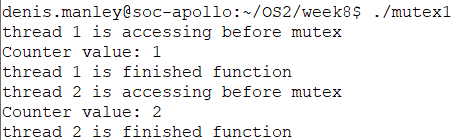 denis.manley@soc-apollo:~/OS2/week8$ ./mutex1
thread 1 is accessing before mutex
Counter value: 1
thread 1 is finished function
thread 2 is accessing before mutex
Counter value: 2
thread 2 is finished function